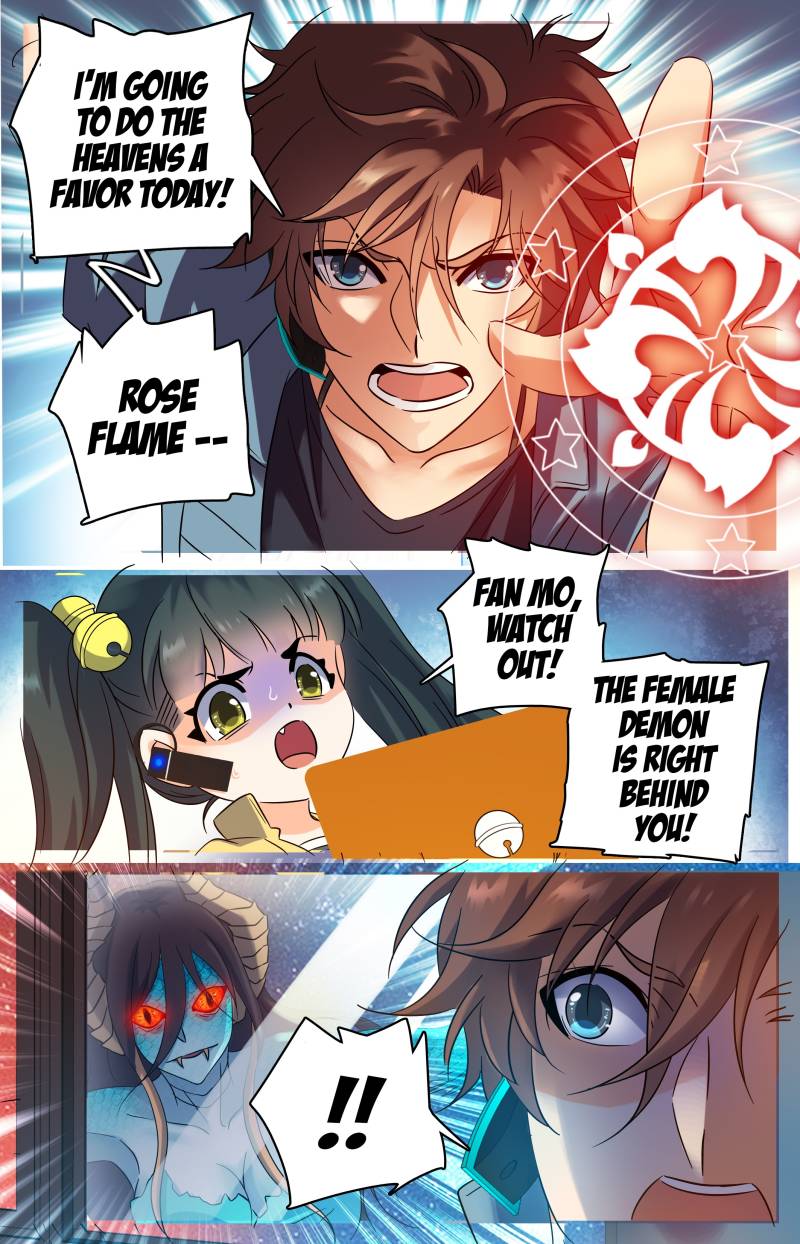 I'M GOING
TO DO THE
HEAVENS A
FAVOR TODAY!
ROSE
FLAME --
FAN MO,
WATCH
OUT!
THE FEMALE
DEMON
IS RIGHT
BEHIND
YOU!
!!